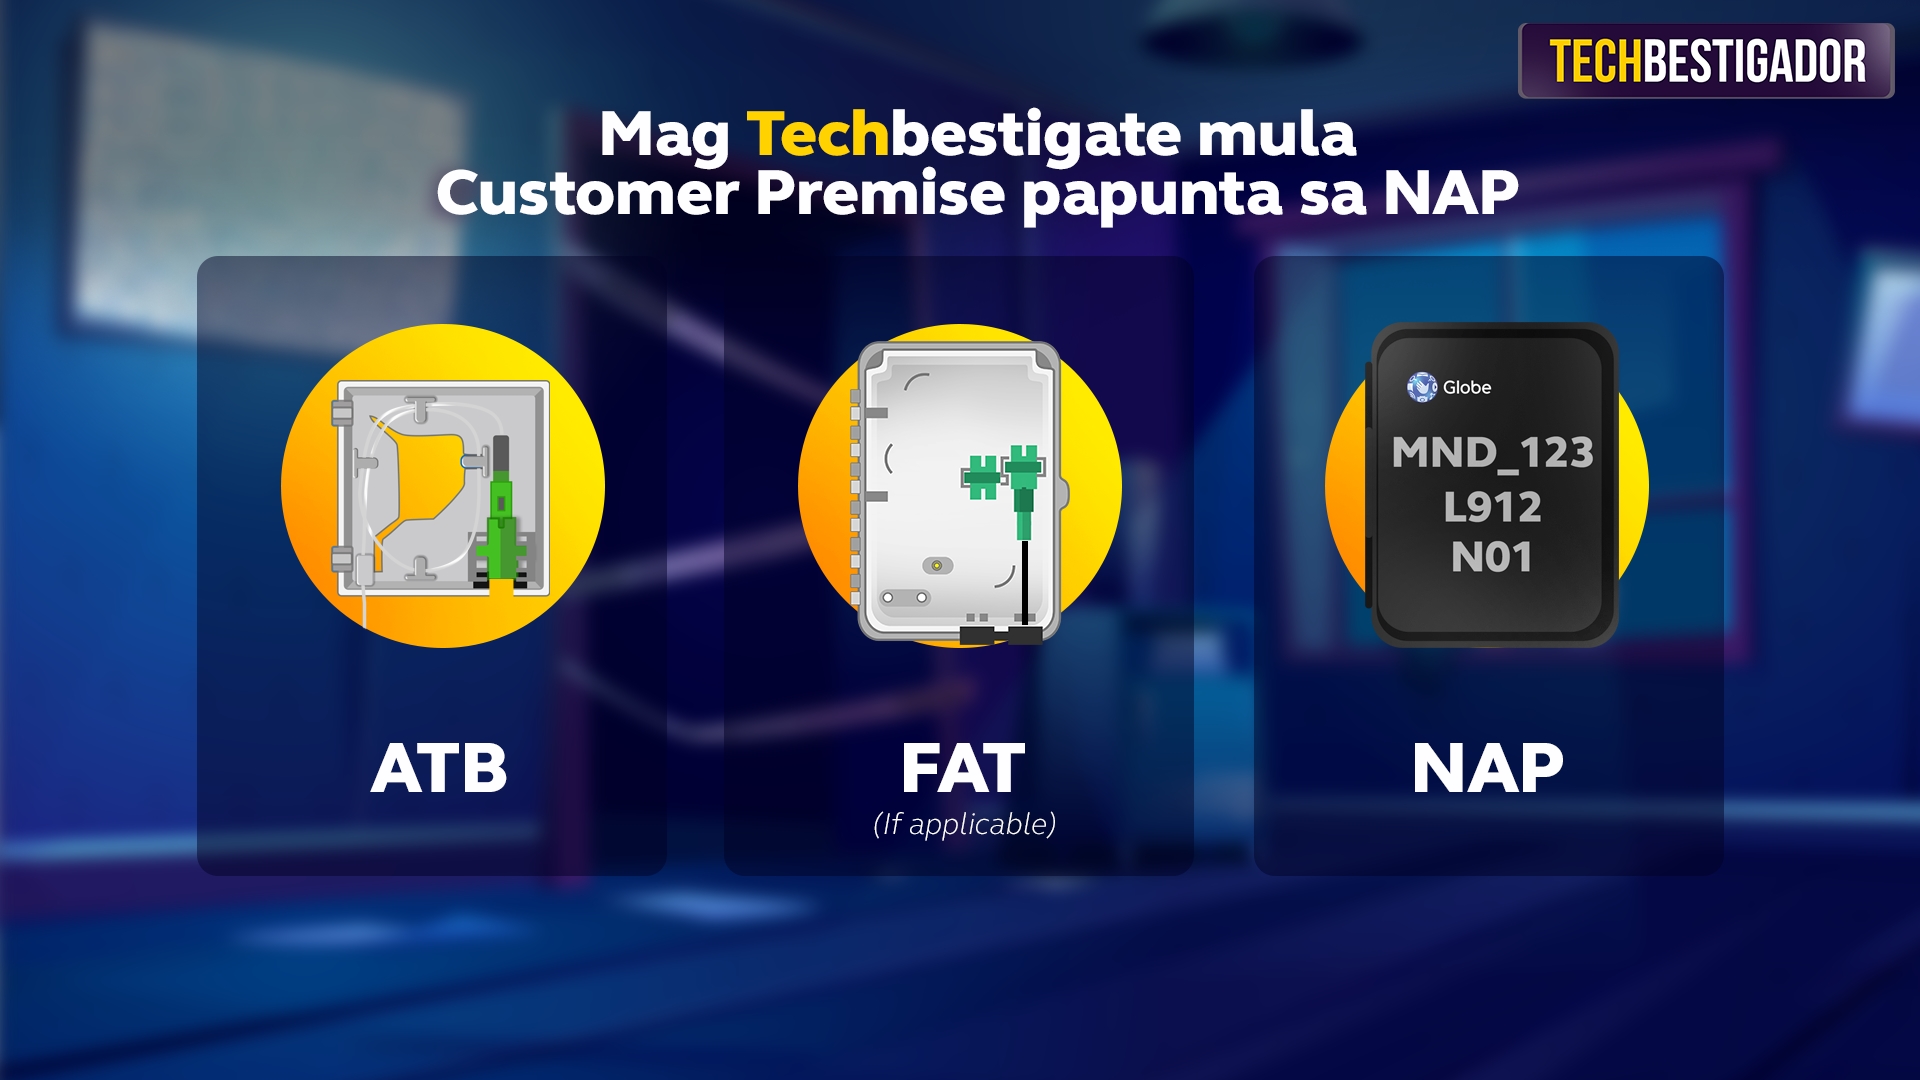 TECHBESTIGADOR
Mag Techbestigate mula
Customer Premise papunta sa NAP
Globe
MND_123
L912
N01
ATB
FAT
(If applicable)
NAP